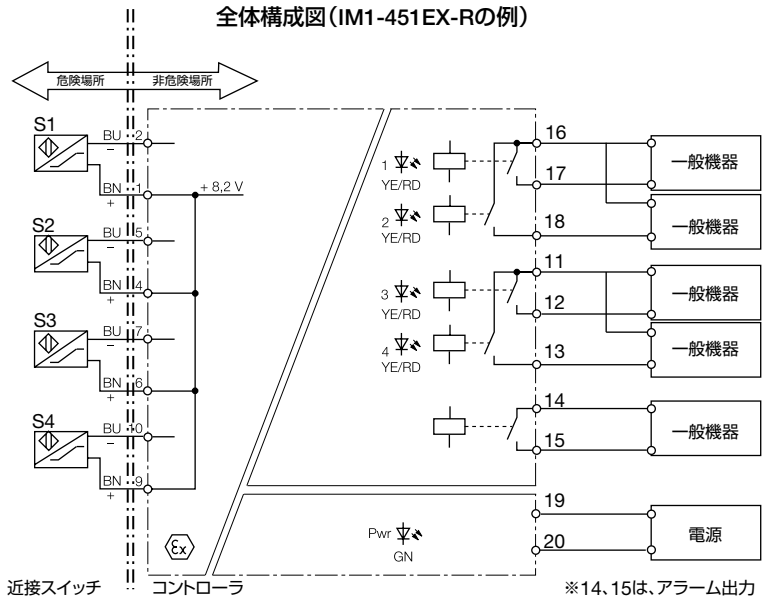 全体構成図（IM1-451EX-Rの例）
危険場所 非危険場所
S1
BU 2
−
BN 1
+
+ 8,2 V
S2
BU 5
−
BN 4
+
S3
BU 7
−
BN 6
+
S4
BU 10
−
BN 9
+
1
YE/RD
2
YE/RD
3
YE/RD
4
YE/RD
16
17
18
11
12
13
14
15
19
20
一般機器
一般機器
一般機器
一般機器
一般機器
電源
Pwr
GN
εx
近接スイッチ コントローラ ※14、15は、アラーム出力